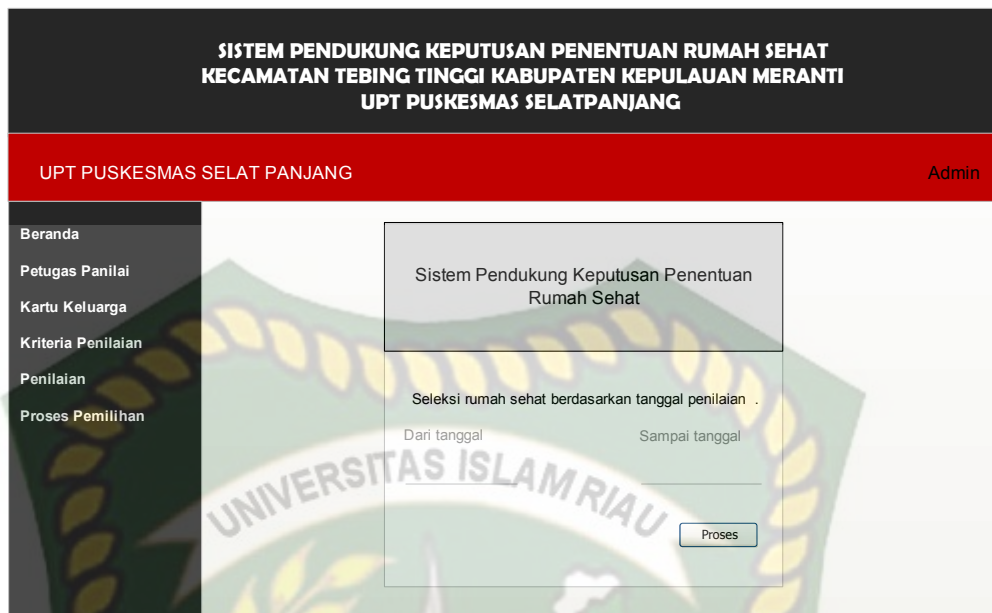 SISTEM PENDUKUNG KEPUTUSAN PENENTUAN RUMAH SEHAT
KECAMATAN TEBING TINGGI KABUPATEN KEPULAUAN MERANTI
UPT PUSKESMAS SELATPANJANG
UPT PUSKESMAS SELAT PANJANG
Admin
Beranda
Petugas Panilai
Kartu Keluarga
Kriteria Penilaian
Penilaian
Proses Pemilihan
Sistem Pendukung Keputusan Penentuan
Rumah Sehat
Seleksi rumah sehat berdasarkan tanggal penilaian .
Dari tanggal
Sampai tanggal
Proses
UNIVERSITAS ISLAM RIAU